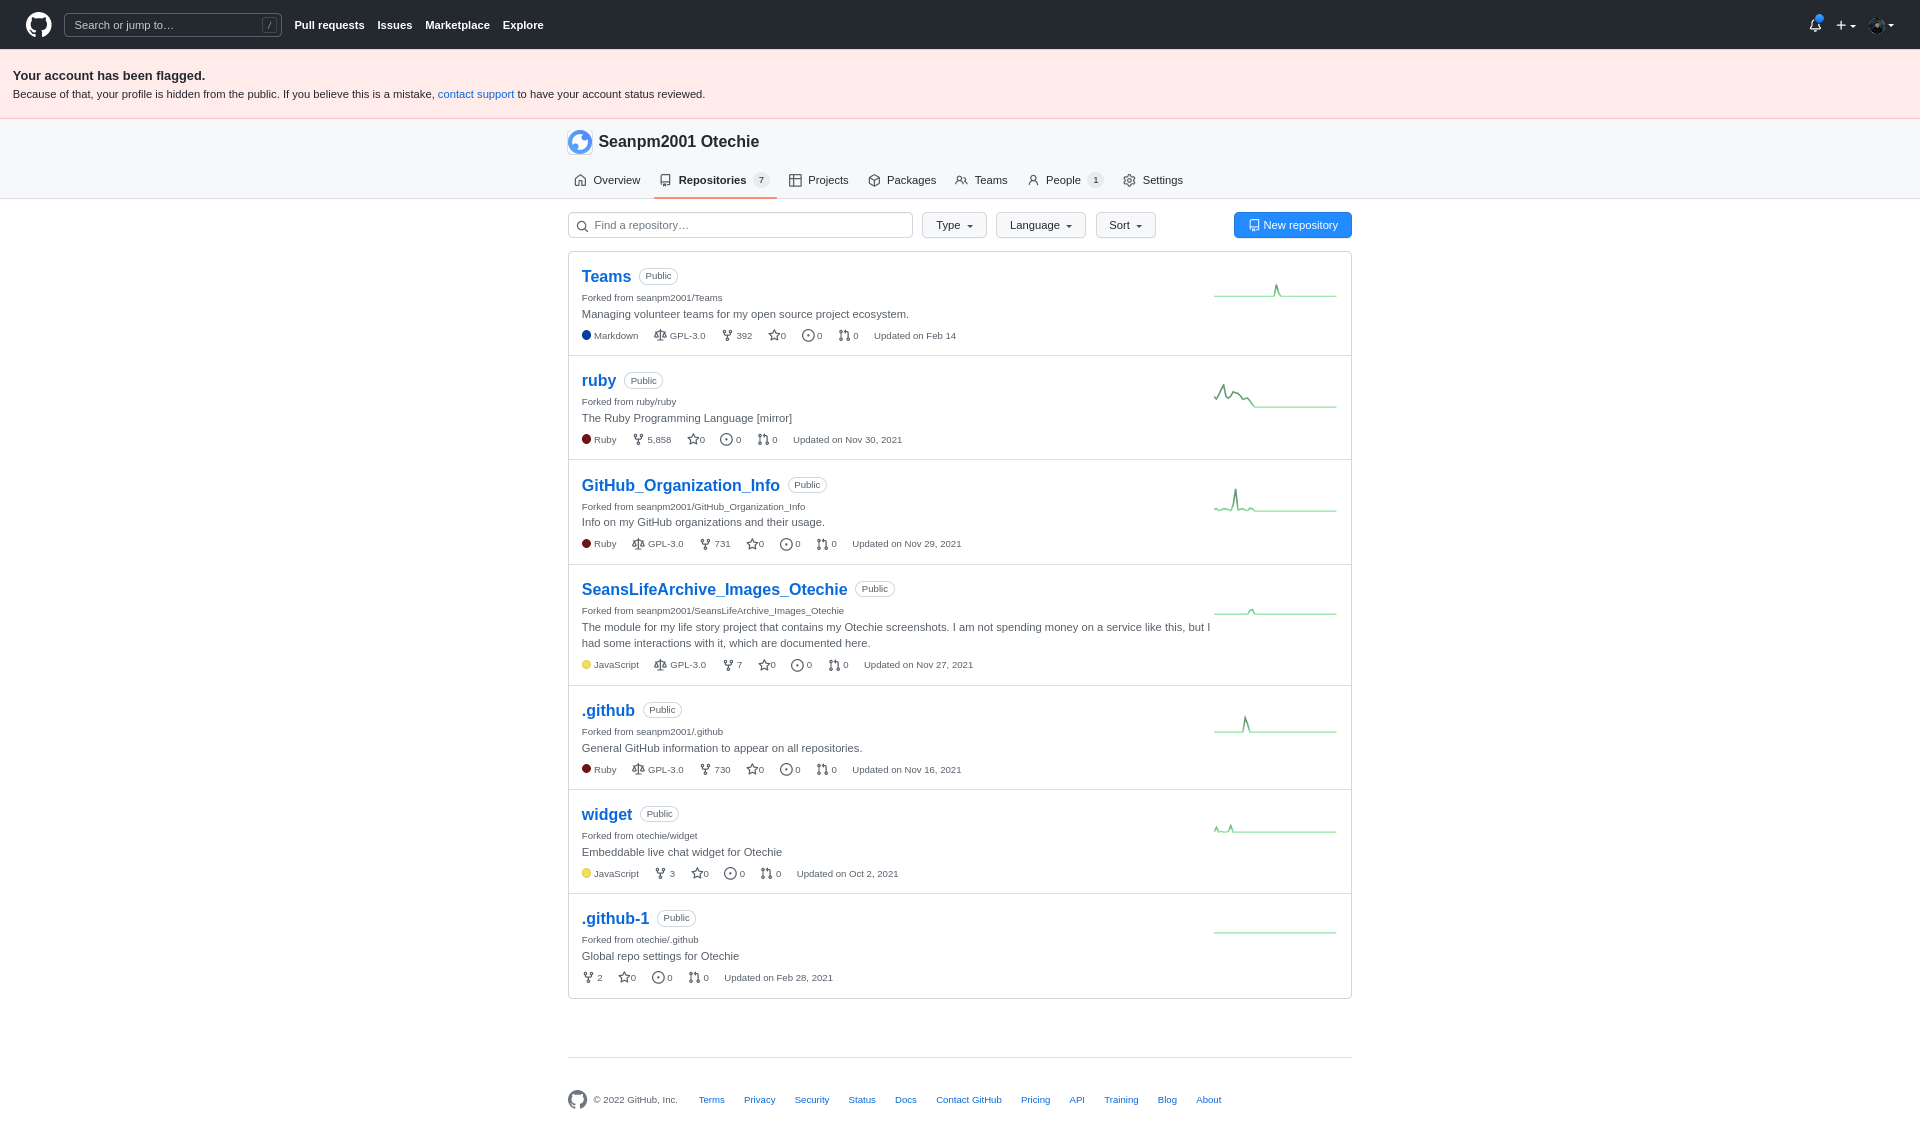 Search or jump to… /
Pull requests Issues Marketplace Explore
Your account has been flagged.
Because of that, your profile is hidden from the public. If you believe this is a mistake, contact support to have your account status reviewed.
Seanpm2001 Otechie
Overview Repositories 7 Projects Packages Teams People 1 Settings
Find a repository… Type Language Sort New repository
Teams Public
Forked from seanpm2001/Teams
Managing volunteer teams for my open source project ecosystem.
Markdown GPL-3.0 392 0 0 0 Updated on Feb 14
ruby Public
Forked from ruby/ruby
The Ruby Programming Language [mirror]
Ruby 5,858 0 0 0 Updated on Nov 30, 2021
GitHub_Organization_Info Public
Forked from seanpm2001/GitHub_Organization_Info
Info on my GitHub organizations and their usage.
Ruby GPL-3.0 731 0 0 0 Updated on Nov 29, 2021
SeansLifeArchive_Images_Otechie Public
Forked from seanpm2001/SeansLifeArchive_Images_Otechie
The module for my life story project that contains my Otechie screenshots. I am not spending money on a service like this, but I
had some interactions with it, which are documented here.
JavaScript GPL-3.0 7 0 0 0 Updated on Nov 27, 2021
.github Public
Forked from seanpm2001/.github
General GitHub information to appear on all repositories.
Ruby GPL-3.0 730 0 0 0 Updated on Nov 16, 2021
widget Public
Forked from otechie/widget
Embeddable live chat widget for Otechie
JavaScript 3 0 0 0 Updated on Oct 2, 2021
.github-1 Public
Forked from otechie/.github
Global repo settings for Otechie
2 0 0 0 Updated on Feb 28, 2021
© 2022 GitHub, Inc. Terms Privacy Security Status Docs Contact GitHub Pricing API Training Blog About